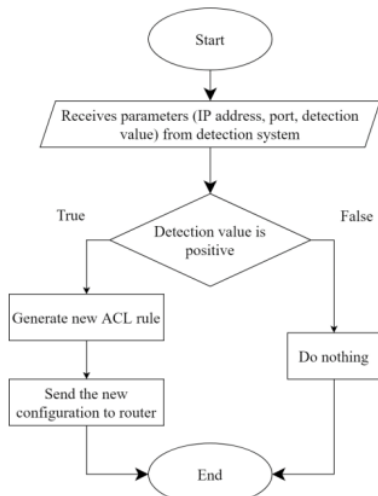 Start
Receives parameters (IP address, port, detection
value) from detection system
True
False
Detection value is
positive
Generate new ACL rule
Do nothing
Send the new
configuration to router
End